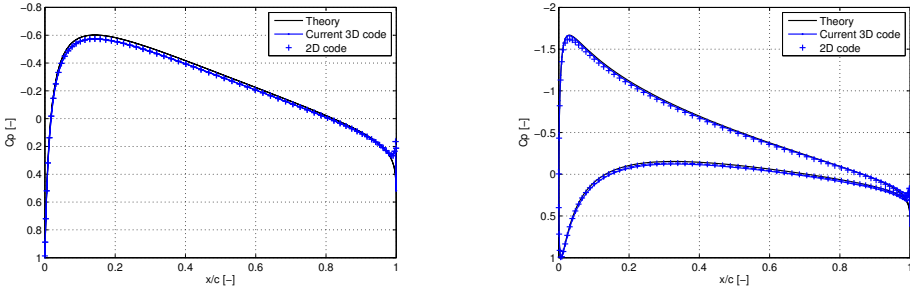 −0.8
−0.6
−0.4
−0.2
0
0.2
0.4
0.6
0.8
1
Cp [−]
0 0.2 0.4 0.6 0.8 1
x/c [−]
Theory
Current 3D code
2D code
−2
−1.5
−1
−0.5
0
0.5
1
Cp [−]
0 0.2 0.4 0.6 0.8 1
x/c [−]
Theory
Current 3D code
2D code